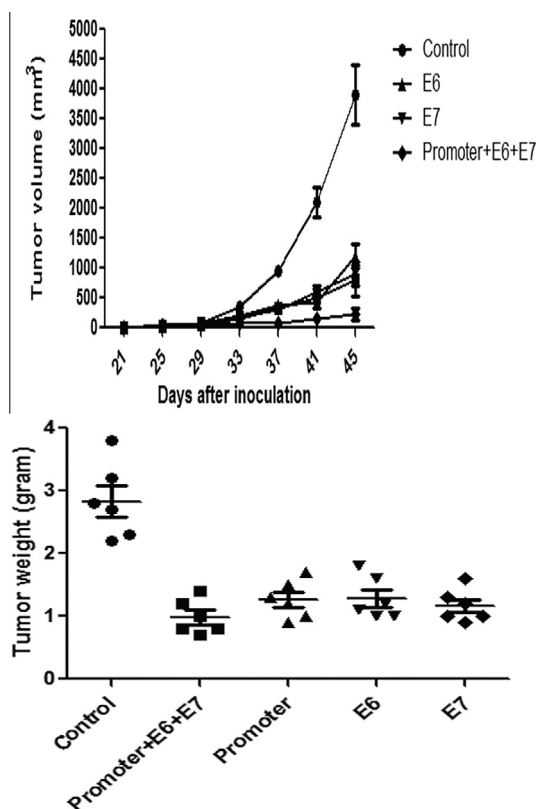 Tumor volume (mm³)
5000
4500
4000
3500
3000
2500
2000
1500
1000
500
0
21 25 29 33 37 41 45
Days after inoculation
Control
E6
E7
Promoter+E6+E7
Tumor weight (gram)
4
3
2
1
0
Control Promoter+E6+E7 Promoter E6 E7